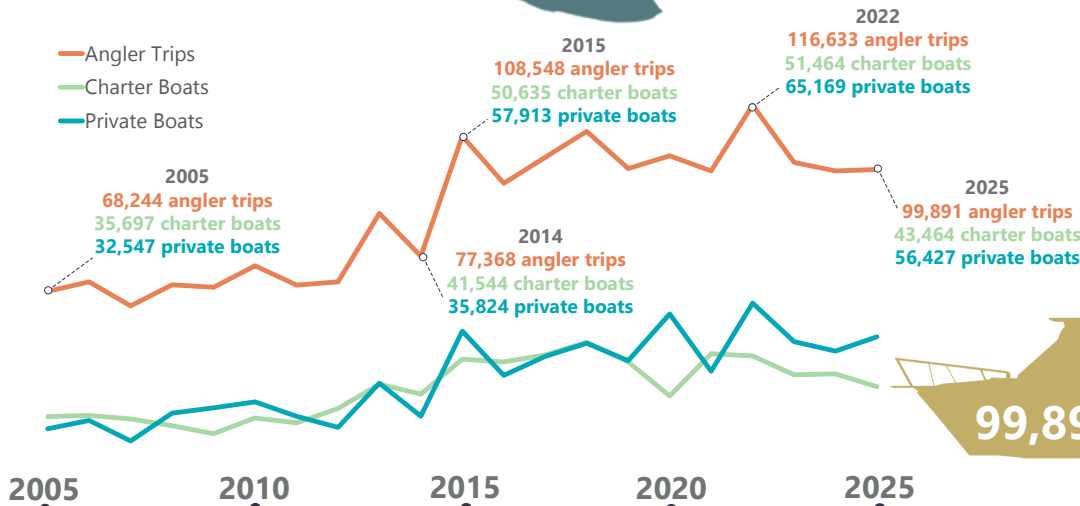 Angler Trips
Charter Boats
Private Boats
2005
68,244 angler trips
35,697 charter boats
32,547 private boats
2015
108,548 angler trips
50,635 charter boats
57,913 private boats
2014
77,368 angler trips
41,544 charter boats
35,824 private boats
2022
116,633 angler trips
51,464 charter boats
65,169 private boats
2025
99,891 angler trips
43,464 charter boats
56,427 private boats
99,89
2005
2010
2015
2020
2025